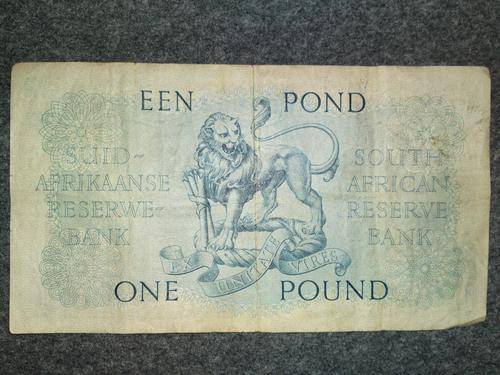 EEN POND
SUID-
AFRIKAANSE
RESERWE-
BANK
SOUTH
AFRICAN
RESERVE
BANK
EX UNITATE VIRES
ONE POUND